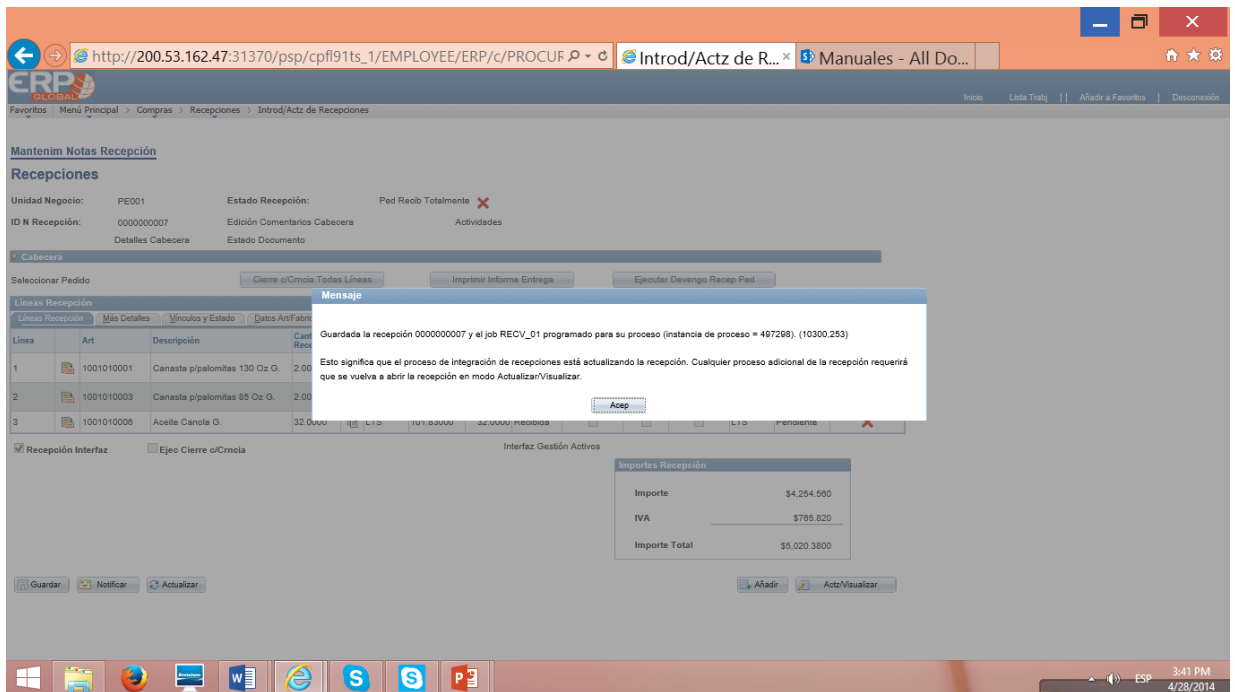 http://200.53.162.47:31370/psp/cpfl91ts_1/EMPLOYEE/ERP/c/PROCUR
Introd/Actz de R...
Manuales - All Do...
ERP
GLOBAL
Inicio
Lista Trabj
Añadir a Favoritos
Desconexión
Favoritos
Menú Principal > Compras > Recepciones > Introd/Actz de Recepciones
Mantenim Notas Recepción
Recepciones
Unidad Negocio: PE001 Estado Recepción: Ped Recib Totalmente
ID N Recepción: 0000000007 Edición Comentarios Cabecera Actividades
Detalles Cabecera Estado Documento
Cabecera
Seleccionar Pedido Cierre c/Crncia Todas Líneas Imprimir Informe Entrega Ejecutar Devengo Recep Ped
Líneas Recepción
Líneas Recepción Más Detalles Vínculos y Estado
Línea Art Descripción
1 1001010001 Canasta p/palomitas 130 Oz G. 2.00
2 1001010003 Canasta p/palomitas 85 Oz G. 2.00
3 1001010006 Aceite Canola G. 32.0000 LTS 101.83000 32.0000 Recibida LTS Pendiente
Mensaje
Guardada la recepción 0000000007 y el job RECV_01 programado para su proceso (instancia de proceso = 497298). (10300,253)
Esto significa que el proceso de integración de recepciones está actualizando la recepción. Cualquier proceso adicional de la recepción requerirá
que se vuelva a abrir la recepción en modo Actualizar/Visualizar.
Acep
Recepción Interfaz Ejec Cierre c/Crncia Interfaz Gestión Activos
Importes Recepción
Importe $4,254.560
IVA $765.820
Importe Total $5,020.3800
Guardar Notificar Actualizar Añadir Actz/Visualizar
ESP
3:41 PM
4/28/2014